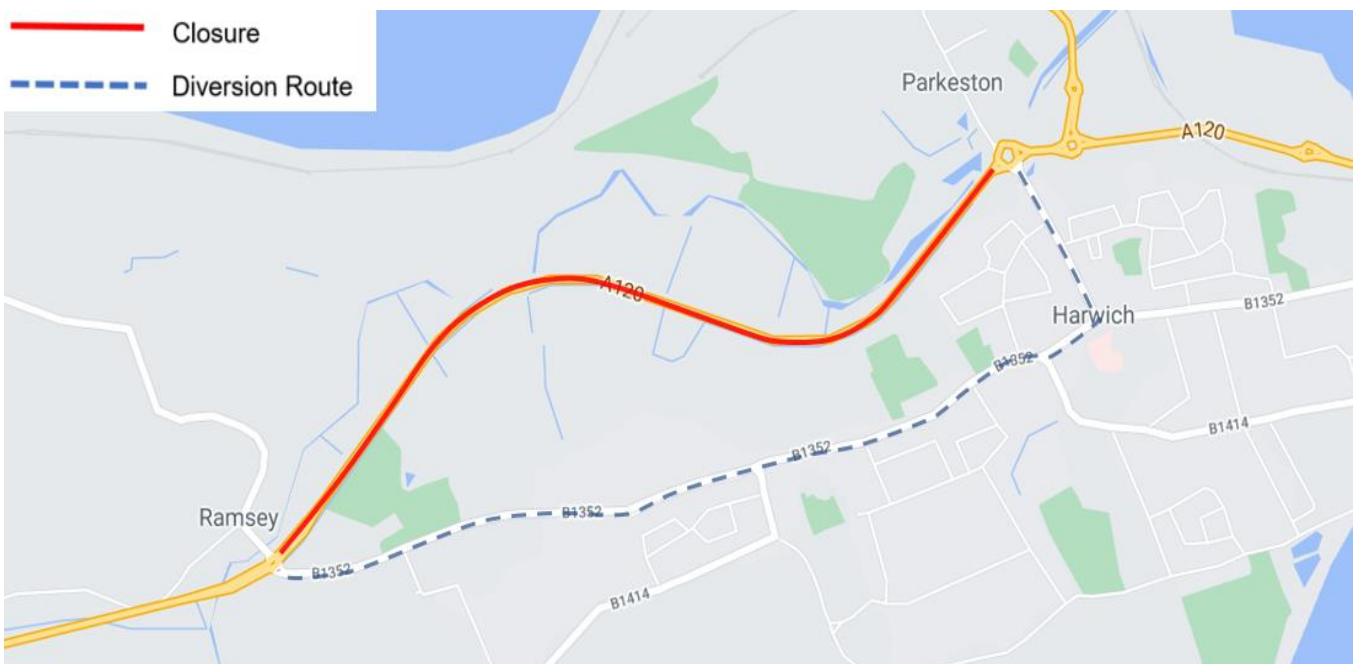 Closure
Diversion Route
Parkeston
A120
A120
B1352
Harwich
B1352
B1414
B1352
Ramsey
B1352
B1352
B1414